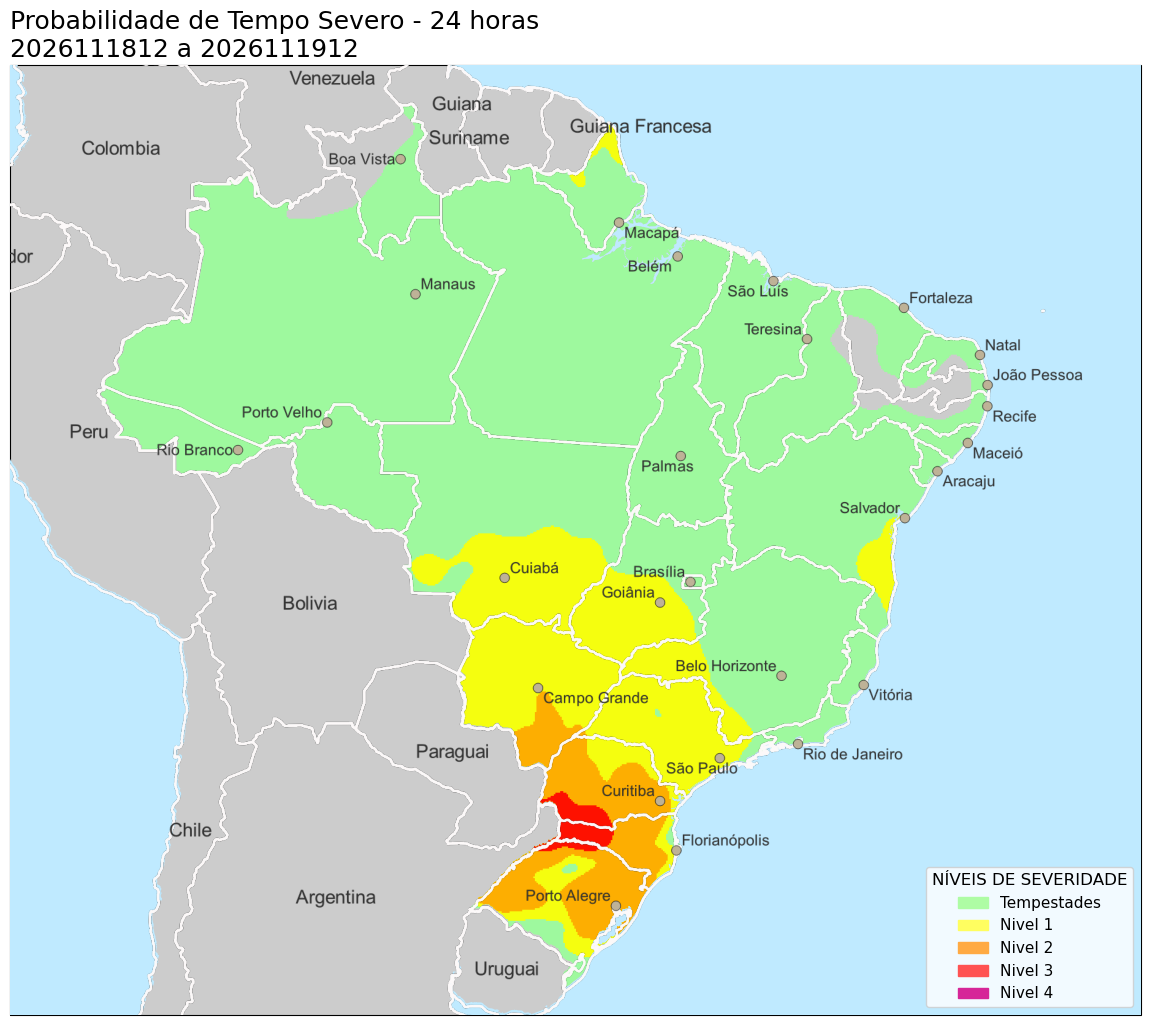 Probabilidade de Tempo Severo - 24 horas
2026111812 a 2026111912
Venezuela
Guiana
Suriname
Guiana Francesa
Colombia
Boa Vista
Macapá
Belém
dor
Manaus
São Luís
Fortaleza
Teresina
Natal
João Pessoa
Recife
Porto Velho
Peru
Rio Branco
Palmas
Maceió
Aracaju
Salvador
Cuiabá
Brasília
Goiânia
Bolivia
Belo Horizonte
Vitória
Campo Grande
Paraguai
São Paulo
Rio de Janeiro
Curitiba
Chile
Florianópolis
Argentina
Porto Alegre
Uruguai
NÍVEIS DE SEVERIDADE
Tempestades
Nivel 1
Nivel 2
Nivel 3
Nivel 4